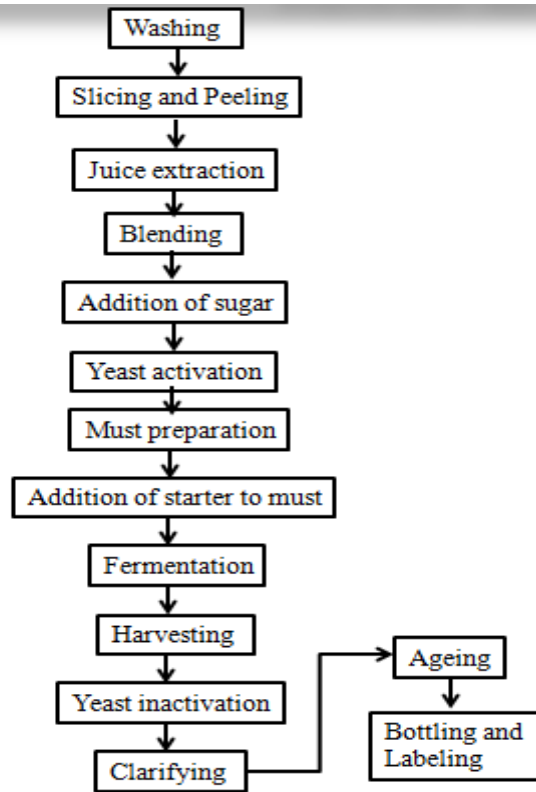 Washing
Slicing and Peeling
Juice extraction
Blending
Addition of sugar
Yeast activation
Must preparation
Addition of starter to must
Fermentation
Harvesting
Yeast inactivation
Clarifying
Ageing
Bottling and
Labeling